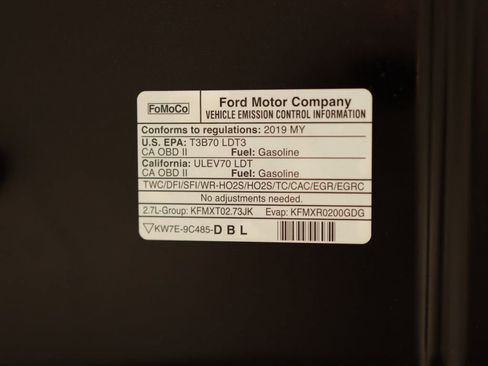 FoMoCo
Ford Motor Company
VEHICLE EMISSION CONTROL INFORMATION
Conforms to regulations: 2019 MY
U.S. EPA: T3B70 LDT3
CA OBD II Fuel: Gasoline
California: ULEV70 LDT
CA OBD II Fuel: Gasoline
TWC/DFI/SFI/WR-HO2S/HO2S/TC/CAC/EGR/EGRC
No adjustments needed.
2.7L-Group: KFMXT02.73JK Evap: KFMXR0200GDG
KW7E-9C485-D B L